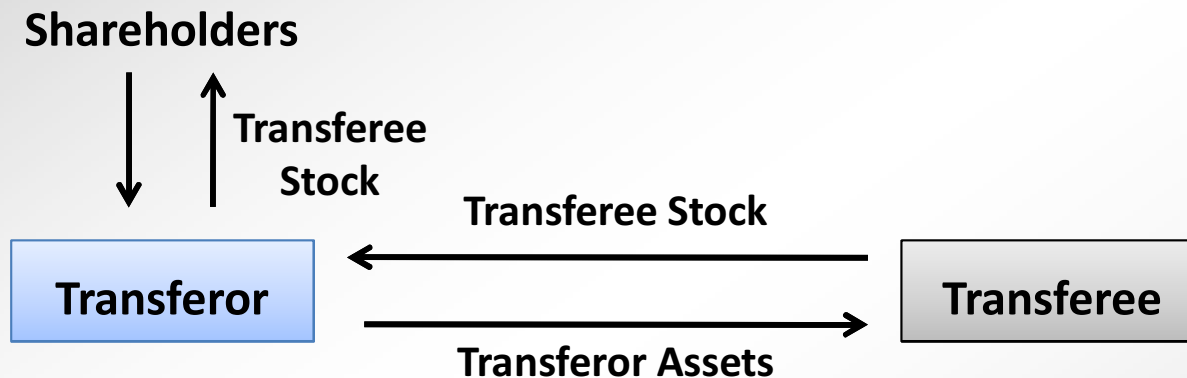 Shareholders
Transferee
Stock
Transferee Stock
Transferor
Transferee
Transferor Assets